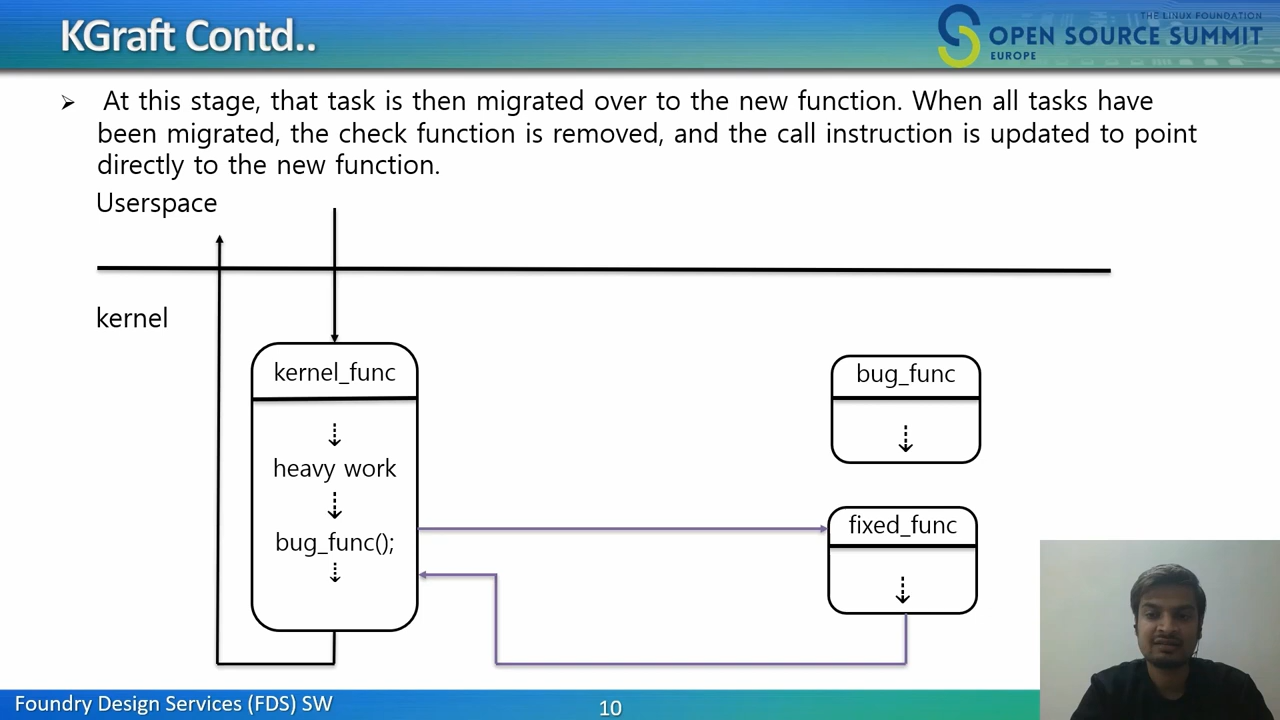 KGraft Contd..
THE LINUX FOUNDATION
OPEN SOURCE SUMMIT
EUROPE
➢ At this stage, that task is then migrated over to the new function. When all tasks have
been migrated, the check function is removed, and the call instruction is updated to point
directly to the new function.
Userspace
kernel
kernel_func
heavy work
bug_func();
bug_func
fixed_func
Foundry Design Services (FDS) SW
10